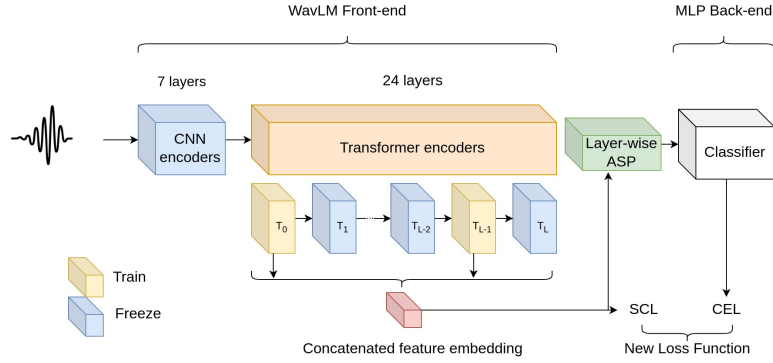 WavLM Front-end
MLP Back-end
7 layers
24 layers
CNN
encoders
Transformer encoders
Layer-wise
ASP
Classifier
T0
T1
TL-2
TL-1
TL
Train
Freeze
SCL
CEL
Concatenated feature embedding
New Loss Function